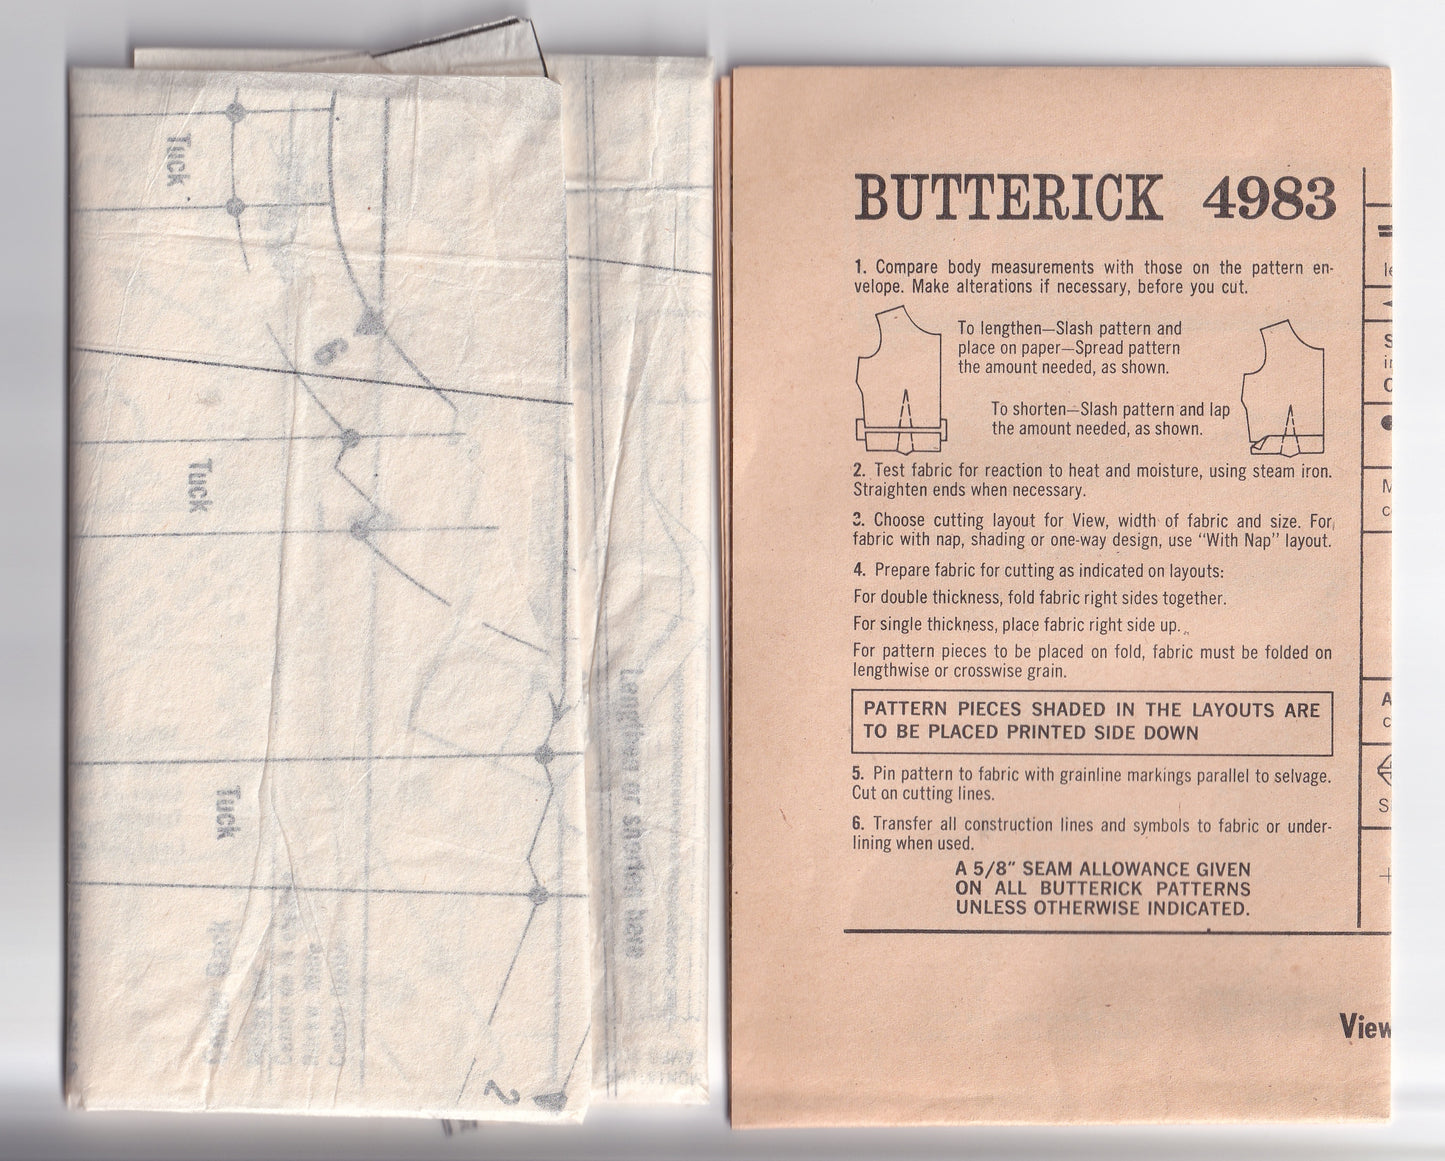 Tuck
6
Tuck
Tuck
2
Lengthen or shorten here
BUTTERICK 4983
1. Compare body measurements with those on the pattern en-
velope. Make alterations if necessary, before you cut.
To lengthen—Slash pattern and
place on paper—Spread pattern
the amount needed, as shown.
To shorten—Slash pattern and lap
the amount needed, as shown.
2. Test fabric for reaction to heat and moisture, using steam iron.
Straighten ends when necessary.
3. Choose cutting layout for View, width of fabric and size. For
fabric with nap, shading or one-way design, use “With Nap” layout.
4. Prepare fabric for cutting as indicated on layouts:
For double thickness, fold fabric right sides together.
For single thickness, place fabric right side up.
For pattern pieces to be placed on fold, fabric must be folded on
lengthwise or crosswise grain.
PATTERN PIECES SHADED IN THE LAYOUTS ARE
TO BE PLACED PRINTED SIDE DOWN
5. Pin pattern to fabric with grainline markings parallel to selvage.
Cut on cutting lines.
6. Transfer all construction lines and symbols to fabric or under-
lining when used.
A 5/8″ SEAM ALLOWANCE GIVEN
ON ALL BUTTERICK PATTERNS
UNLESS OTHERWISE INDICATED.
View